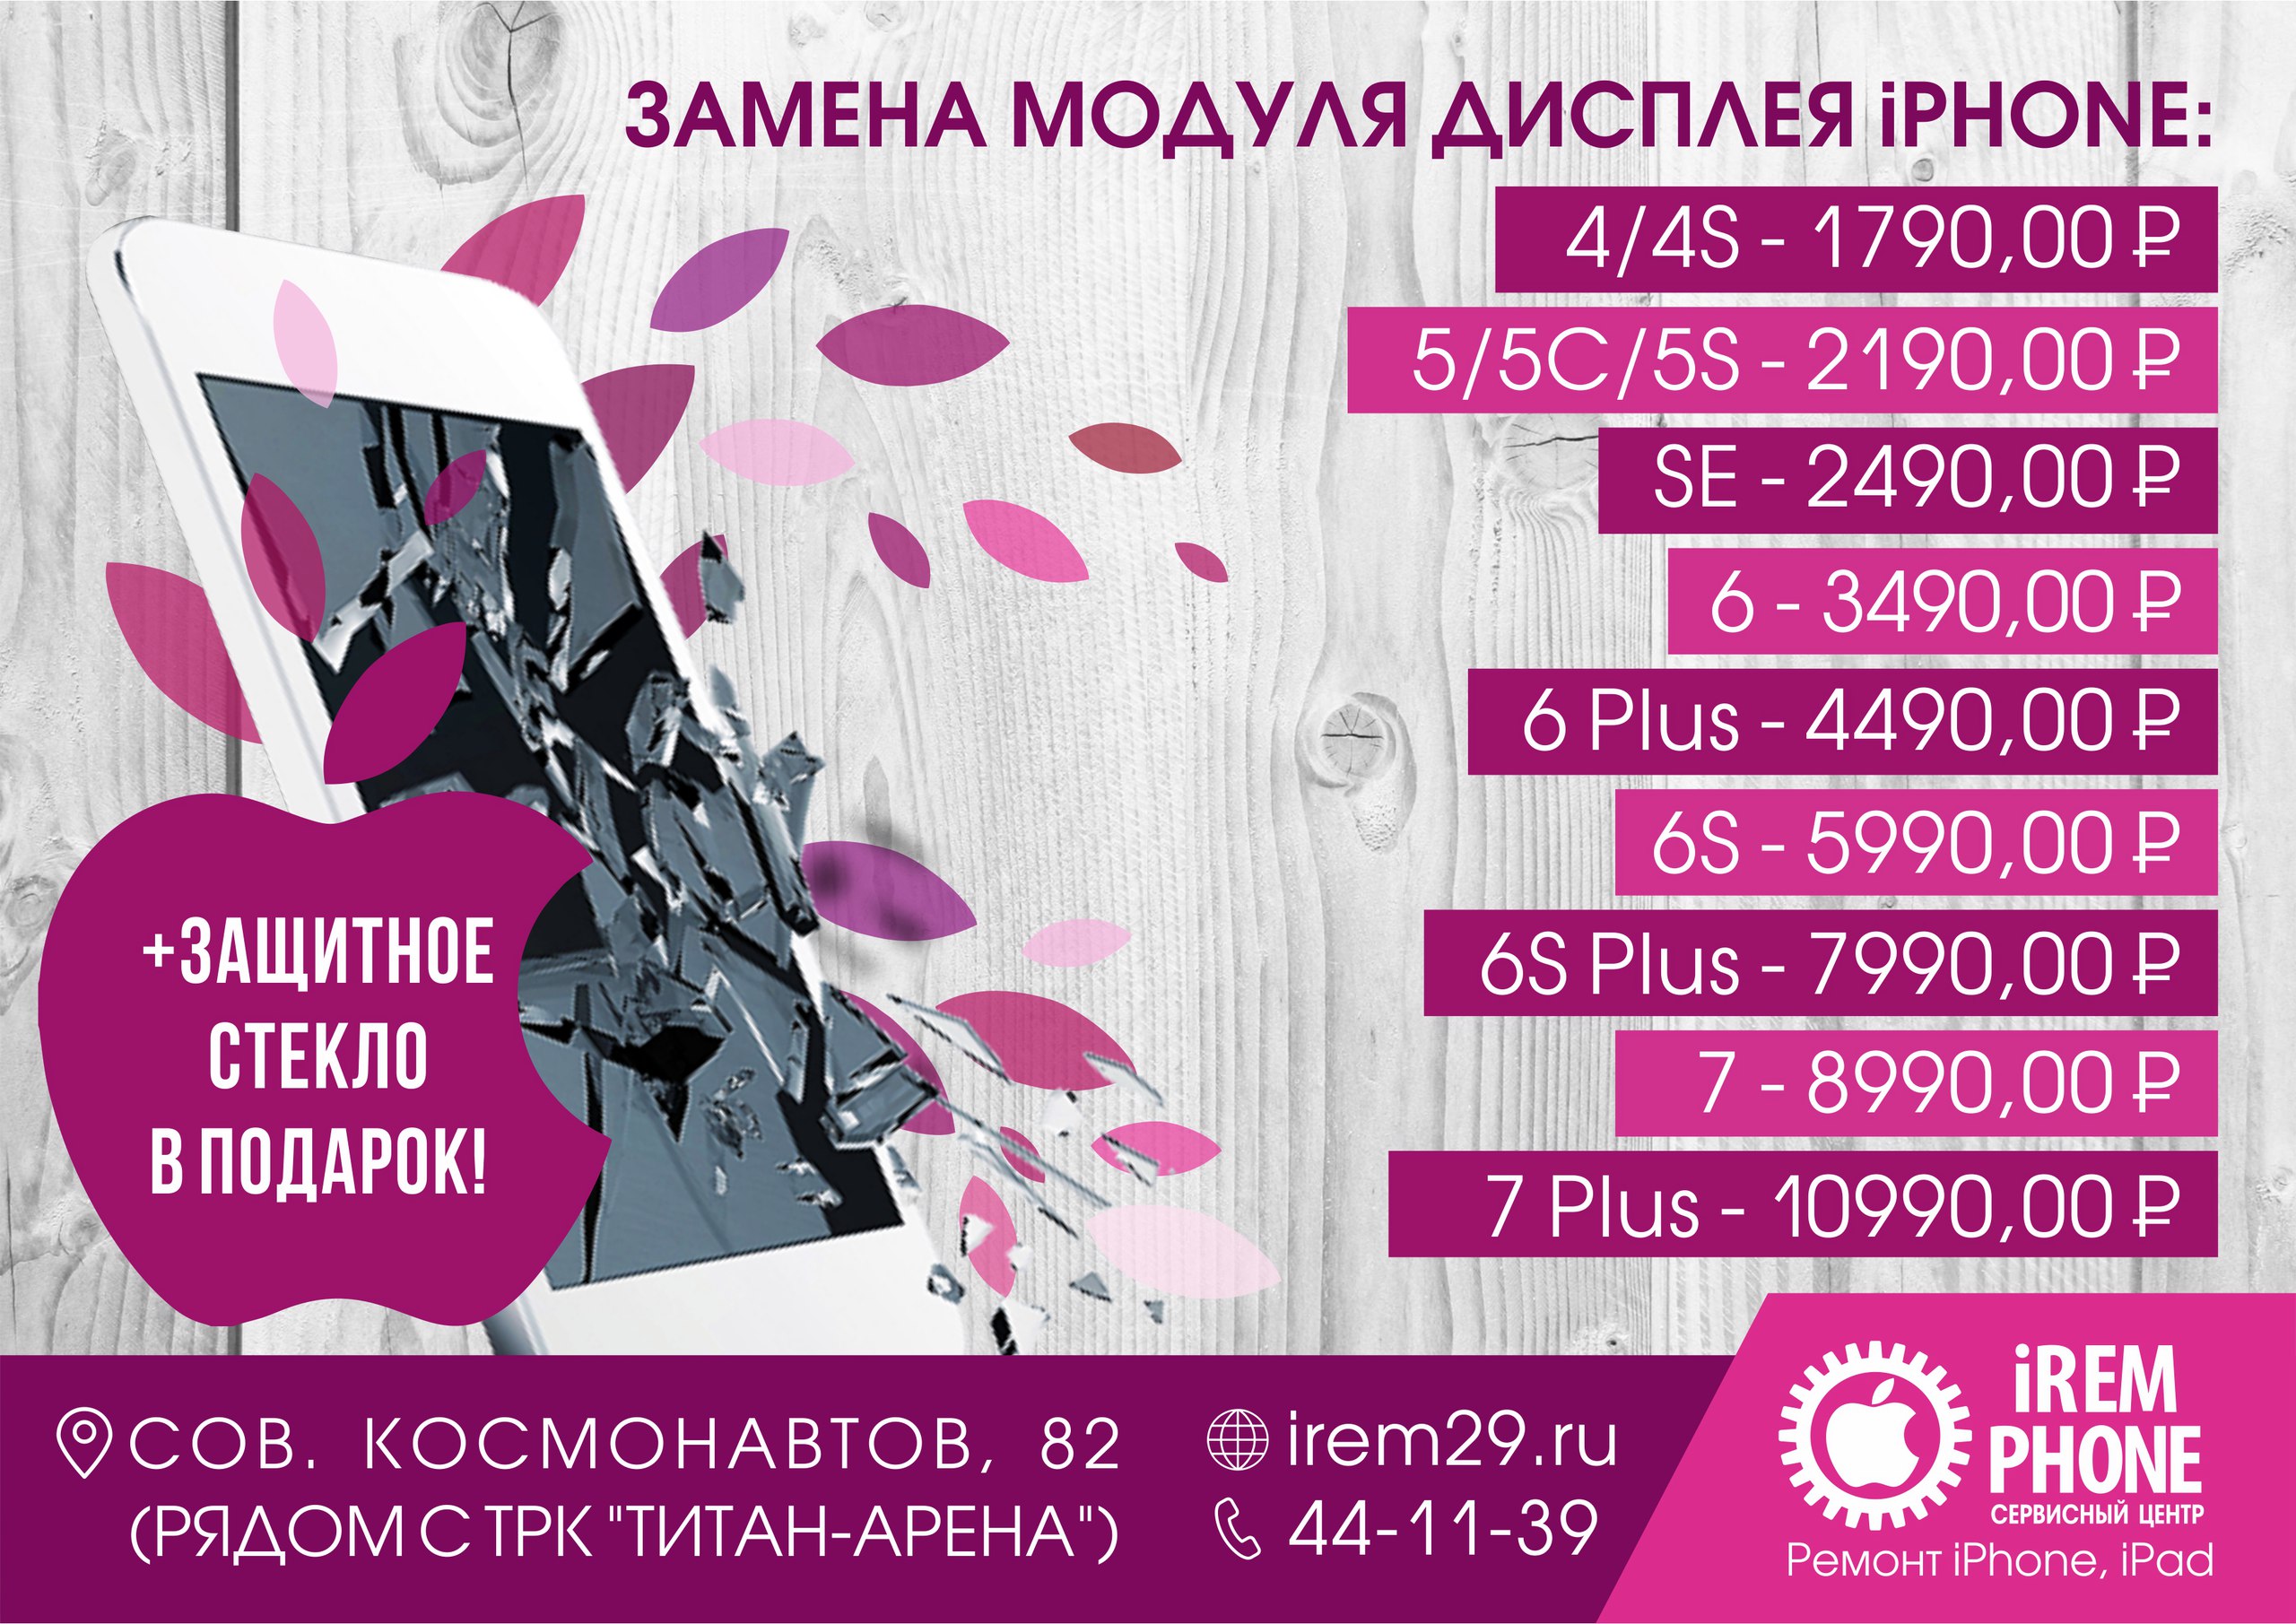 ЗАМЕНА МОДУЛЯ ДИСПЛЕЯ iPHONE:
4/4S - 1790,00 ₽
5/5C/5S - 2190,00 ₽
SE - 2490,00 ₽
6 - 3490,00 ₽
6 Plus - 4490,00 ₽
6S - 5990,00 ₽
6S Plus - 7990,00 ₽
7 - 8990,00 ₽
7 Plus - 10990,00 ₽
+ЗАЩИТНОЕ
СТЕКЛО
В ПОДАРОК!
СОВ. КОСМОНАВТОВ, 82
(РЯДОМ С ТРК "ТИТАН-АРЕНА")
irem29.ru
44-11-39
iREM
PHONE
СЕРВИСНЫЙ ЦЕНТР
Ремонт iPhone, iPad